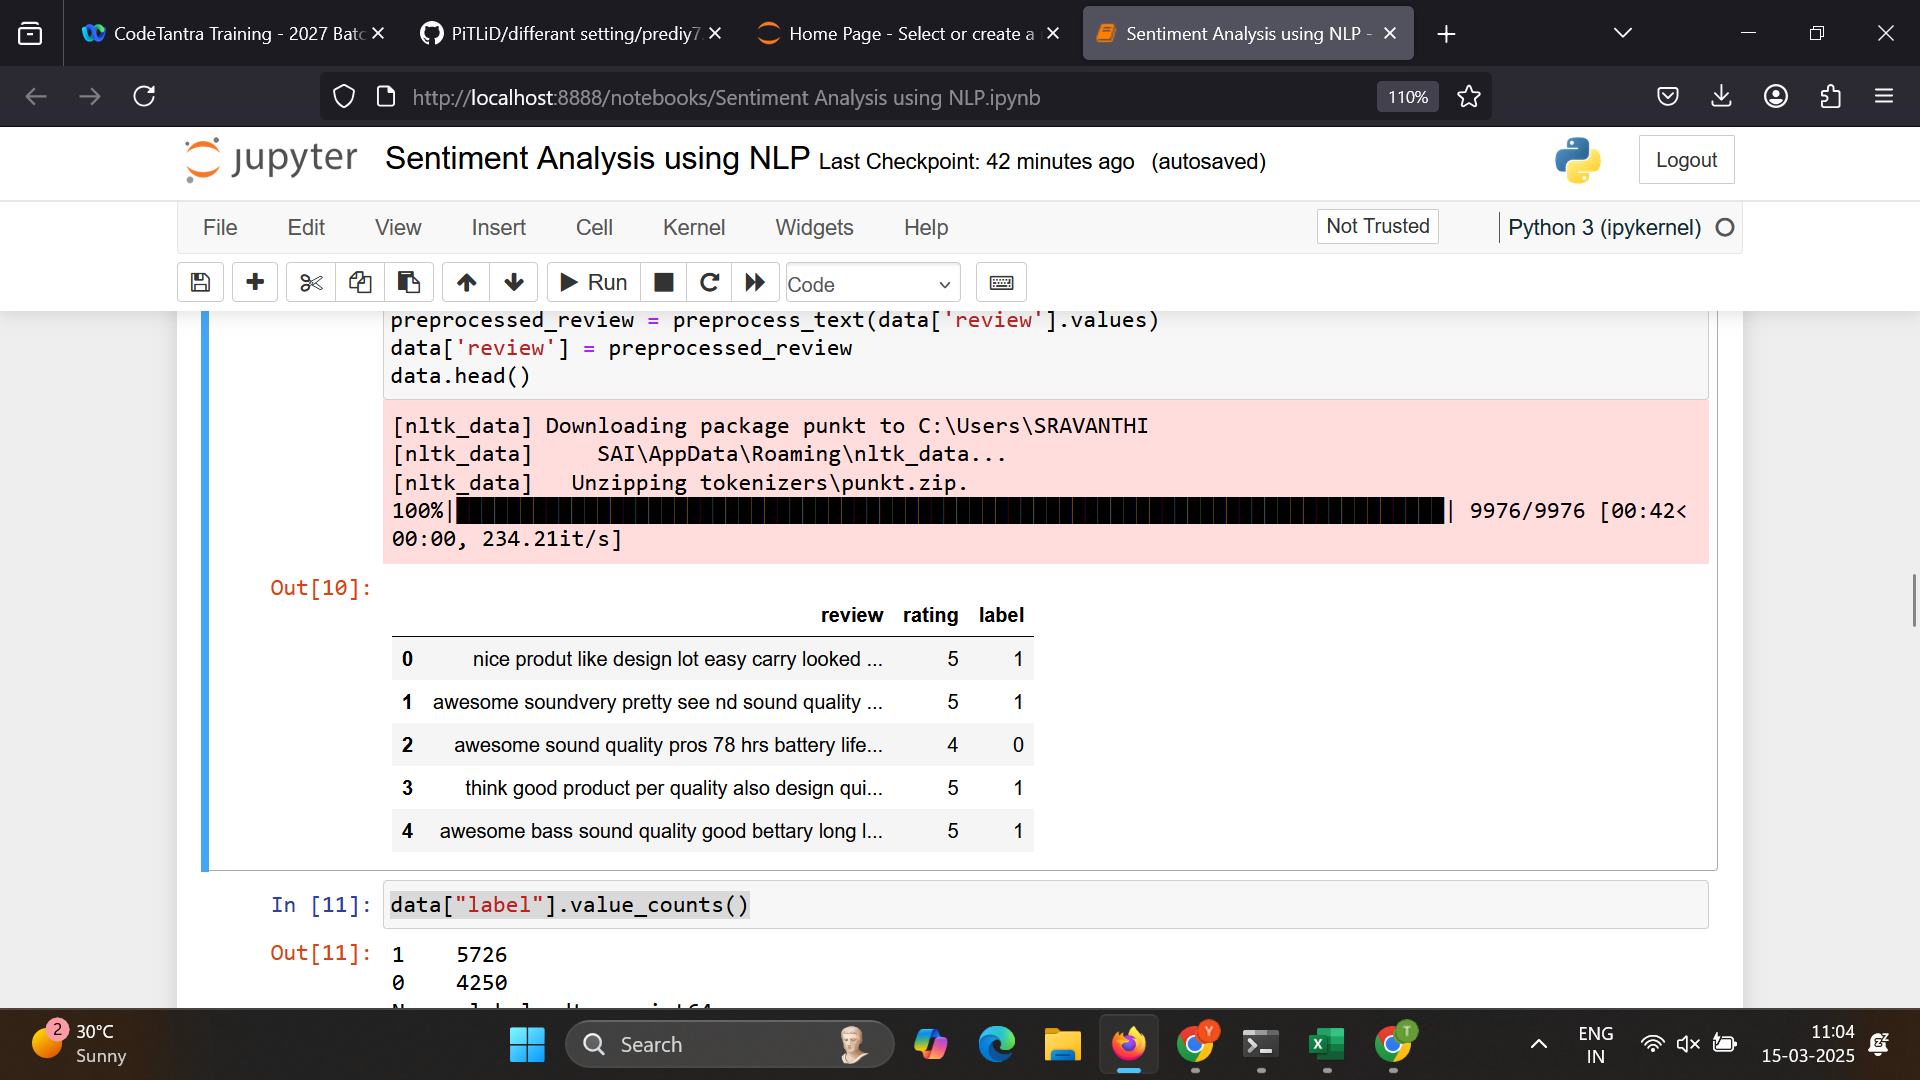 CodeTantra Training - 2027 Batc
PiTLiD/differant setting/prediy7.
Home Page - Select or create a
Sentiment Analysis using NLP -
http://localhost:8888/notebooks/Sentiment Analysis using NLP.ipynb
110%
jupyter Sentiment Analysis using NLP Last Checkpoint: 42 minutes ago (autosaved)
Logout
File Edit View Insert Cell Kernel Widgets Help
Not Trusted
Python 3 (ipykernel)
Run
Code
preprocessed_review = preprocess_text(data['review'].values)
data['review'] = preprocessed_review
data.head()
[nltk_data] Downloading package punkt to C:\Users\SRAVANTHI
[nltk_data] SAI\AppData\Roaming\nltk_data...
[nltk_data] Unzipping tokenizers\punkt.zip.
100%| | 9976/9976 [00:42<
00:00, 234.21it/s]
Out[10]:
review rating label
0 nice produt like design lot easy carry looked ... 5 1
1 awesome soundvery pretty see nd sound quality ... 5 1
2 awesome sound quality pros 78 hrs battery life... 4 0
3 think good product per quality also design qui... 5 1
4 awesome bass sound quality good bettary long l... 5 1
In [11]: data["label"].value_counts()
Out[11]: 1 5726
0 4250
2
30°C
Sunny
Search
Y
T
ENG
IN
11:04
15-03-2025